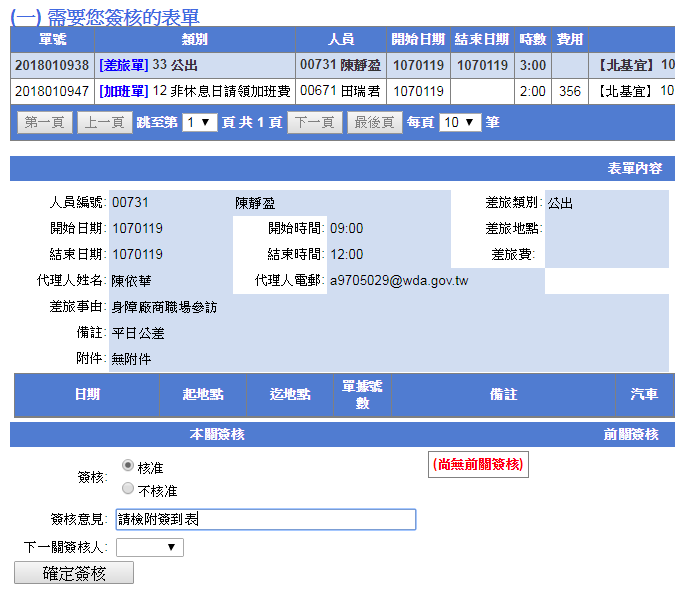 (一) 需要您簽核的表單
單號 類別 人員 開始日期 結束日期 時數 費用
2018010938 [差旅單] 33 公出 00731 陳靜盈 1070119 1070119 3:00 【北基宜】10
2018010947 [加班單] 12 非休息日請領加班費 00671 田瑞君 1070119 2:00 356 【北基宜】10
第一頁 上一頁 跳至第 1 頁 共 1 頁 下一頁 最後頁 每頁 10 筆
表單內容
人員編號: 00731 陳靜盈 差旅類別: 公出
開始日期: 1070119 開始時間: 09:00 差旅地點:
結束日期: 1070119 結束時間: 12:00 差旅費:
代理人姓名: 陳依華 代理人電郵: a9705029@wda.gov.tw
差旅事由: 身障廠商職場參訪
備註: 平日公差
附件: 無附件
日期 起地點 迄地點 單據號數 備註 汽車
本關簽核 前關簽核
簽核: 核准 (尚無前關簽核)
不核准
簽核意見: 請檢附簽到表
下一關簽核人:
確定簽核